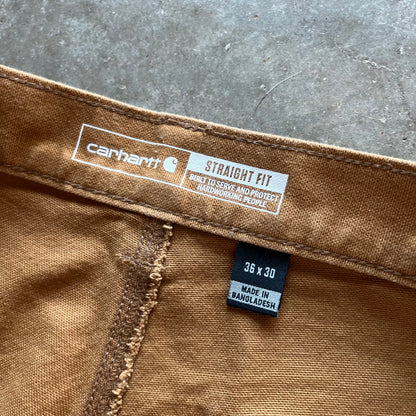 carhartt
STRAIGHT FIT
BUILT TO SERVE AND PROTECT
HARDWORKING PEOPLE
36 x 30
MADE IN
BANGLADESH